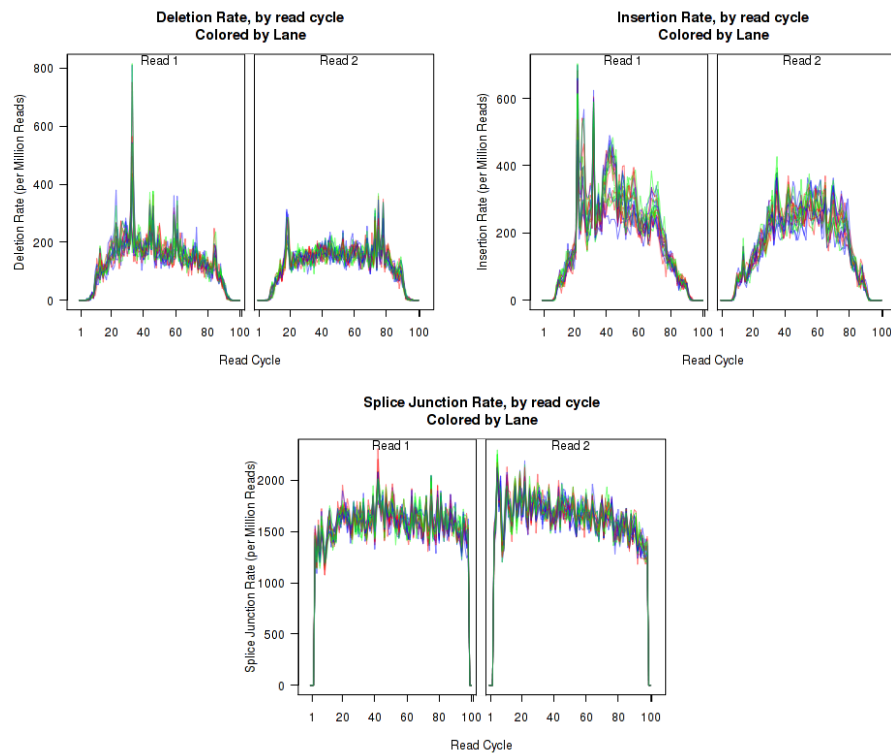 Deletion Rate, by read cycle
Colored by Lane
Read 1
Read 2
Deletion Rate (per Million Reads)
800
600
400
200
0
1 20 40 60 80 100
1 20 40 60 80 100
Read Cycle
Insertion Rate, by read cycle
Colored by Lane
Read 1
Read 2
Insertion Rate (per Million Reads)
600
400
200
0
1 20 40 60 80 100
1 20 40 60 80 100
Read Cycle
Splice Junction Rate, by read cycle
Colored by Lane
Read 1
Read 2
Splice Junction Rate (per Million Reads)
2000
1500
1000
500
0
1 20 40 60 80 100
1 20 40 60 80 100
Read Cycle